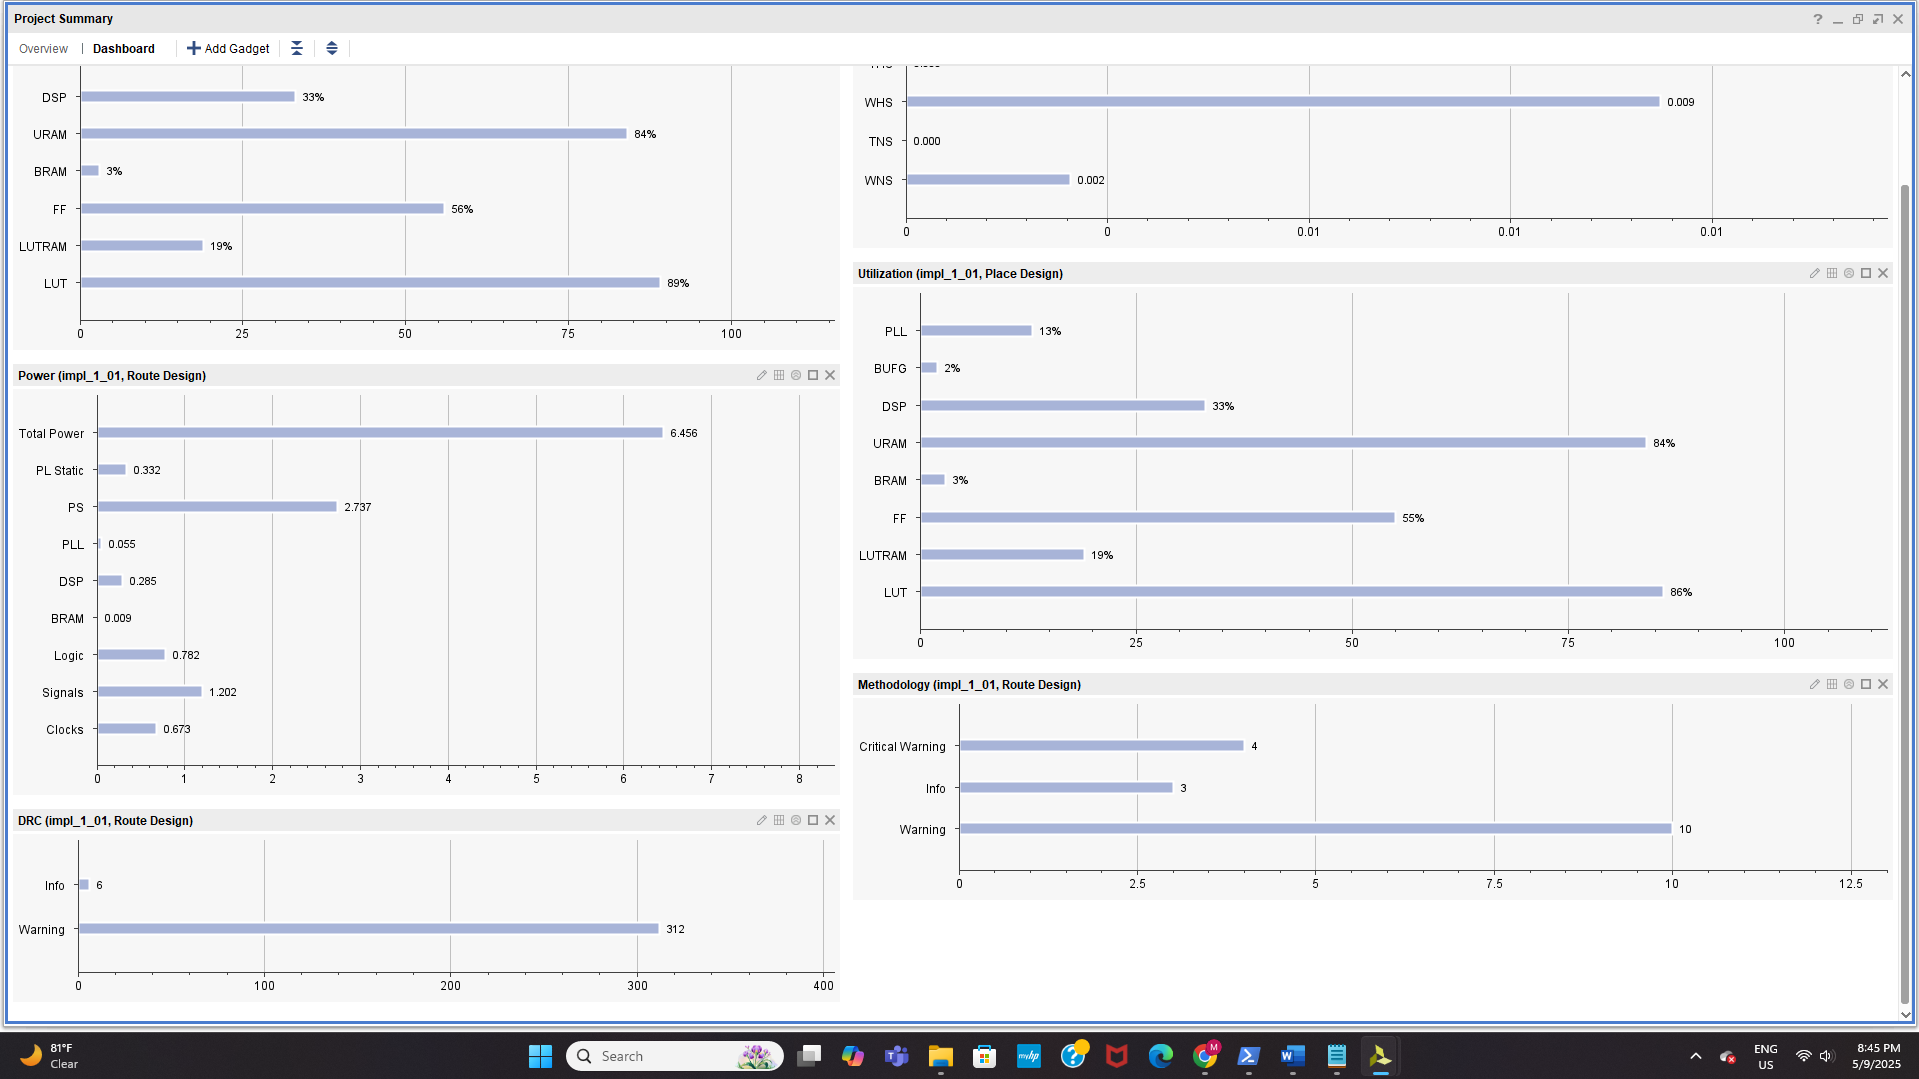 Project Summary
Overview | Dashboard Add Gadget
DSP 33%
URAM 84%
BRAM 3%
FF 56%
LUTRAM 19%
LUT 89%
0 25 50 75 100
WHS 0.009
TNS 0.000
WNS 0.002
0 0 0.01 0.01 0.01
Power (impl_1_01, Route Design)
Total Power 6.456
PL Static 0.332
PS 2.737
PLL 0.055
DSP 0.285
BRAM 0.009
Logic 0.782
Signals 1.202
Clocks 0.673
0 1 2 3 4 5 6 7 8
Utilization (impl_1_01, Place Design)
PLL 13%
BUFG 2%
DSP 33%
URAM 84%
BRAM 3%
FF 55%
LUTRAM 19%
LUT 86%
0 25 50 75 100
DRC (impl_1_01, Route Design)
Info 6
Warning 312
0 100 200 300 400
Methodology (impl_1_01, Route Design)
Critical Warning 4
Info 3
Warning 10
0 2.5 5 7.5 10 12.5
81°F
Clear
Search
myhp
M
ENG
US
8:45 PM
5/9/2025